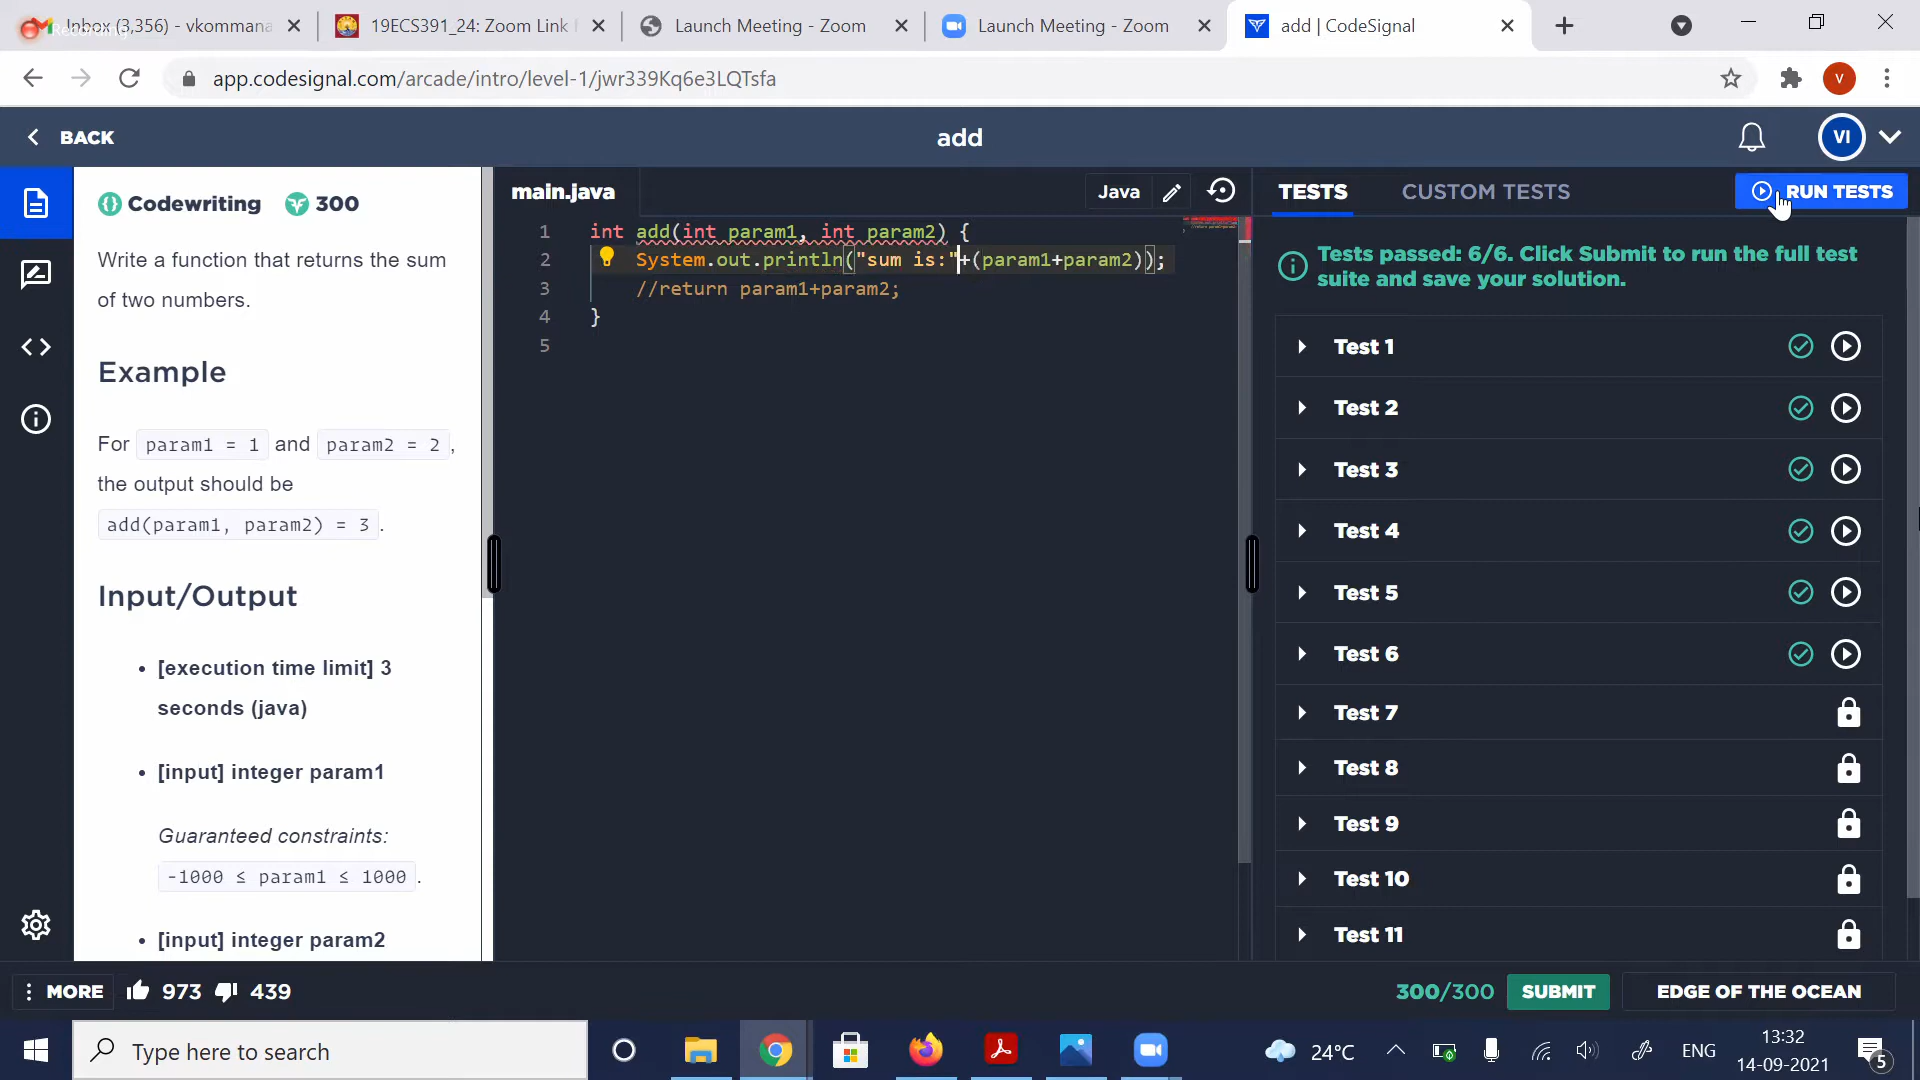 Inbox (3,356) - vkommana
19ECS391_24: Zoom Link
Launch Meeting - Zoom
Launch Meeting - Zoom
add | CodeSignal
Recording
app.codesignal.com/arcade/intro/level-1/jwr339Kq6e3LQTsfa
V
BACK
add
VI
Codewriting 300
Write a function that returns the sum
of two numbers.
Example
For param1 = 1 and param2 = 2,
the output should be
add(param1, param2) = 3.
Input/Output
• [execution time limit] 3
seconds (java)
• [input] integer param1
Guaranteed constraints:
-1000 ≤ param1 ≤ 1000.
• [input] integer param2
main.java
Java
1 int add(int param1, int param2) {
2 System.out.println("sum is:"+(param1+param2));
3 //return param1+param2;
4 }
5
TESTS
CUSTOM TESTS
RUN TESTS
Tests passed: 6/6. Click Submit to run the full test
suite and save your solution.
Test 1
Test 2
Test 3
Test 4
Test 5
Test 6
Test 7
Test 8
Test 9
Test 10
Test 11
MORE 973 439
300/300
SUBMIT
EDGE OF THE OCEAN
Type here to search
24°C
ENG
13:32
14-09-2021
5